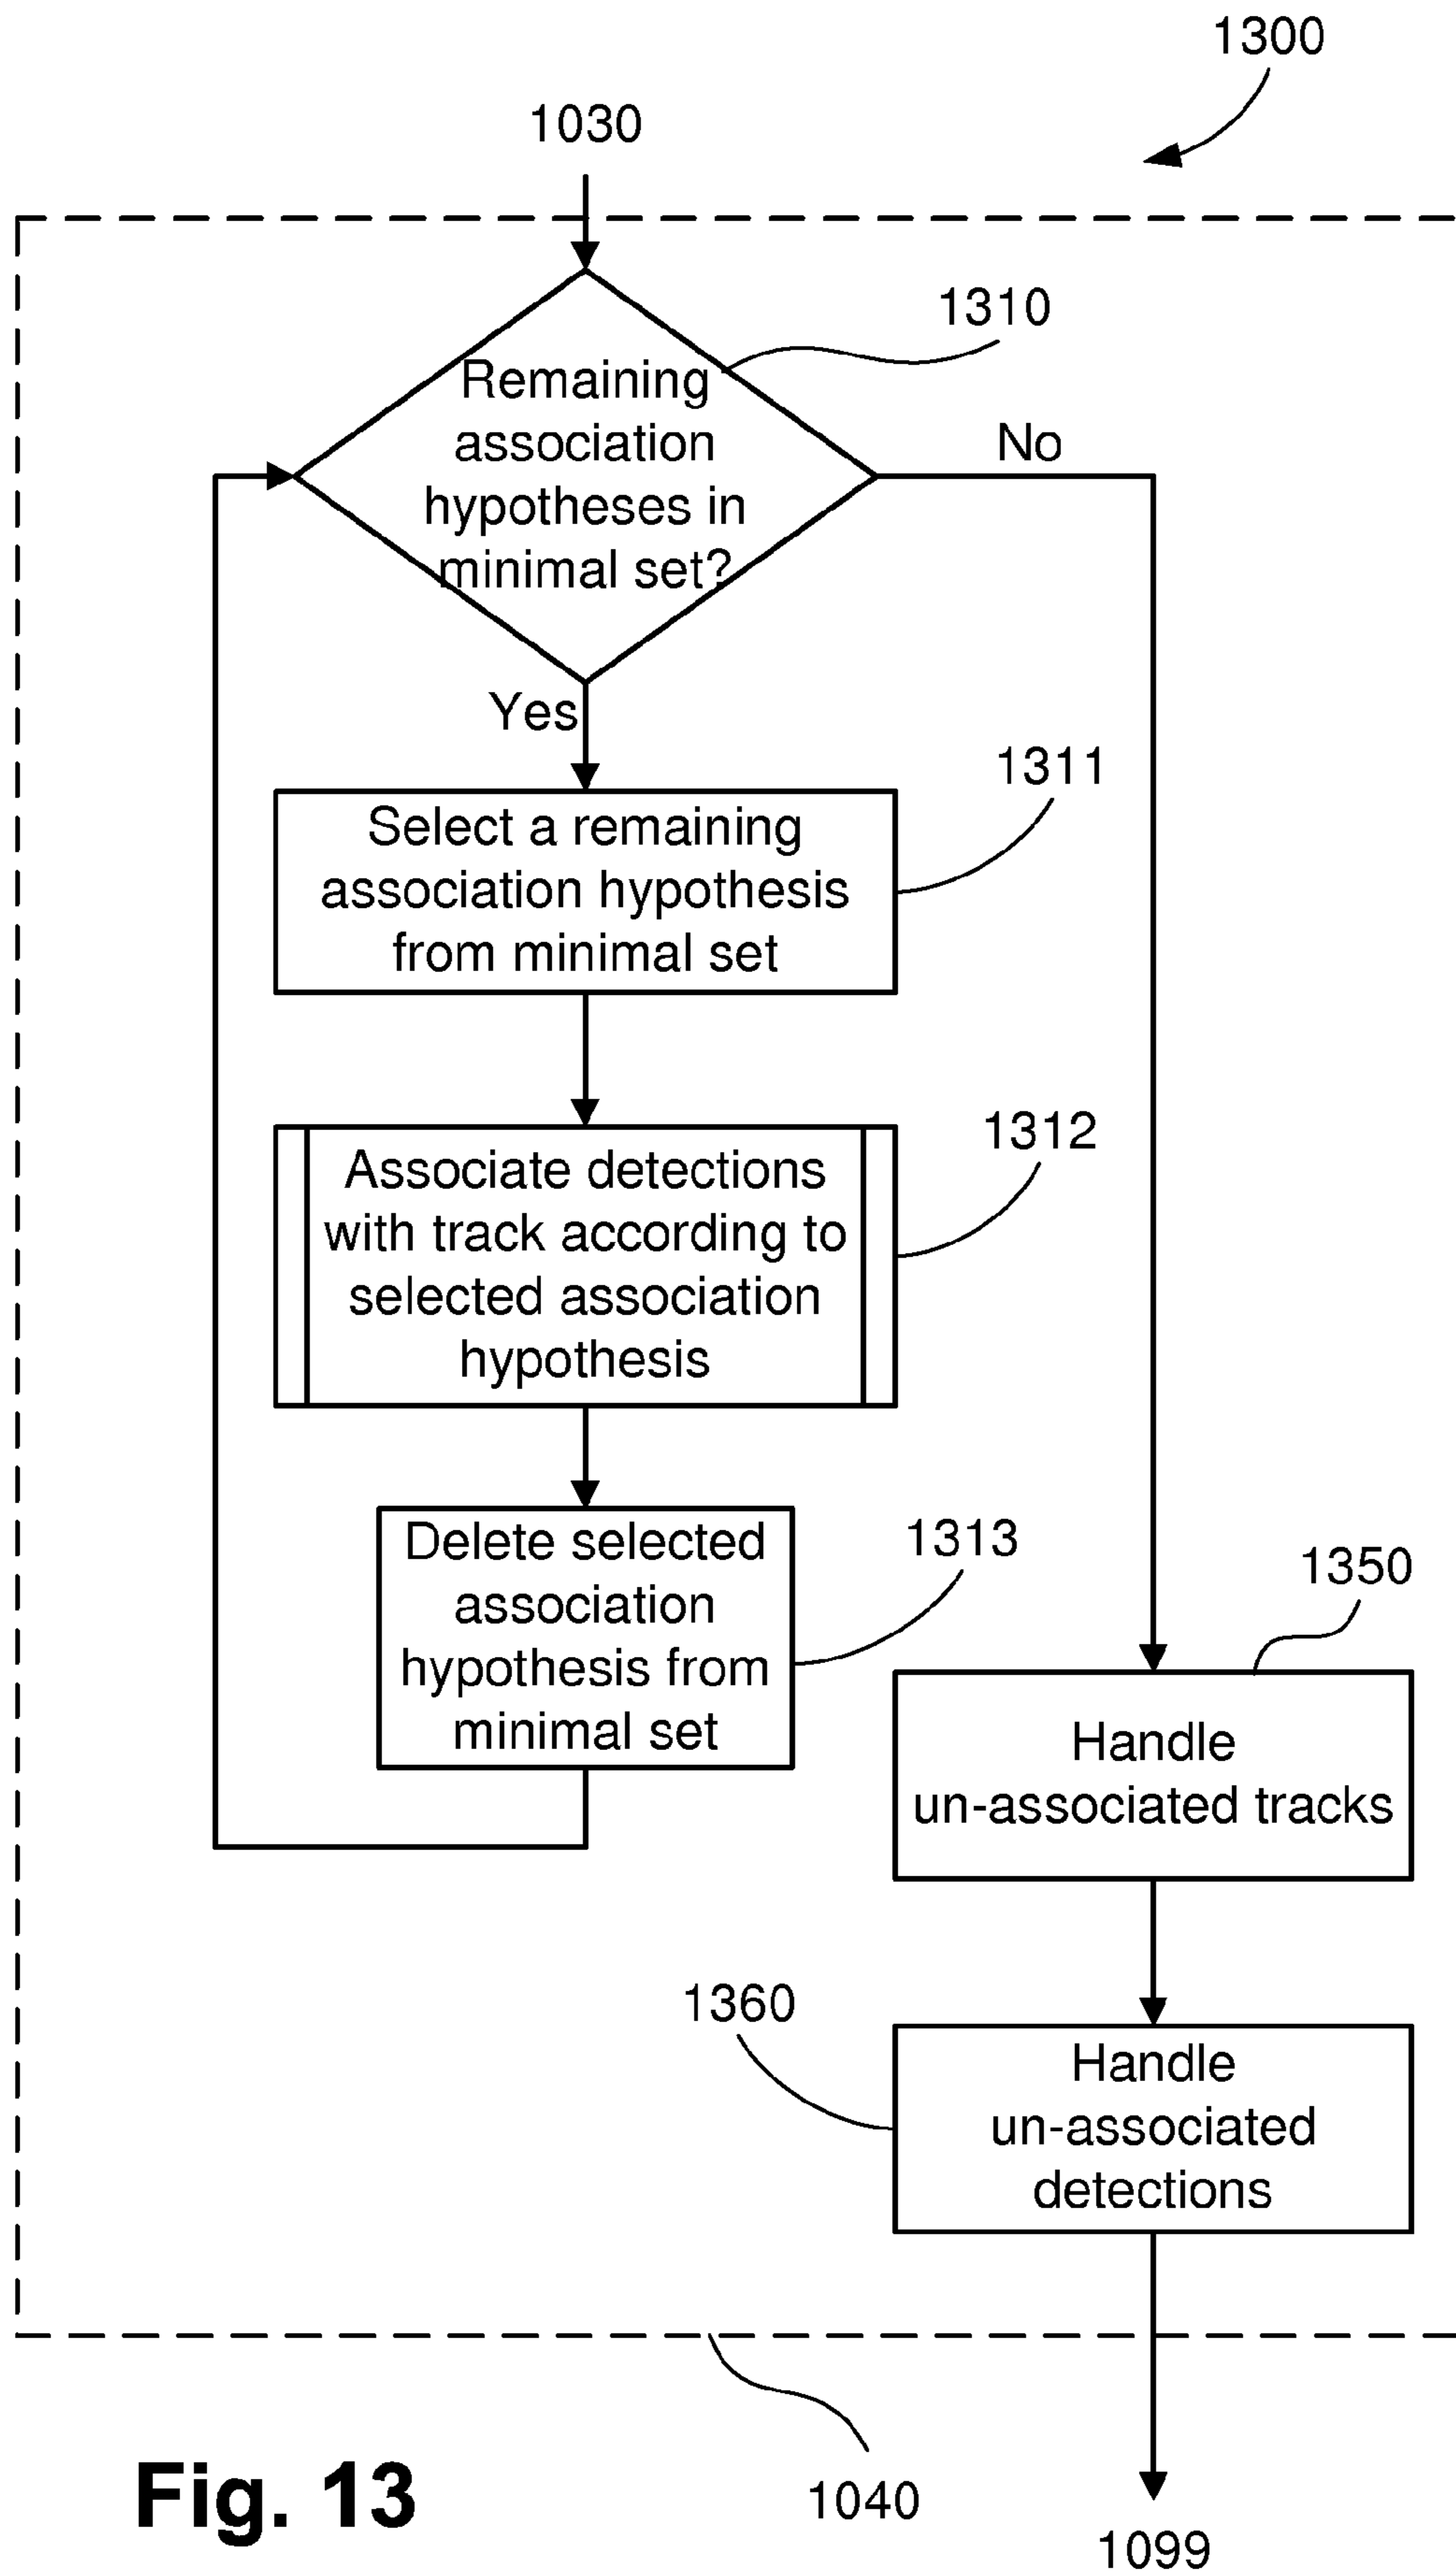 1300
1030
1310
Remaining
association
hypotheses in
minimal set?
No
Yes
1311
Select a remaining
association hypothesis
from minimal set
1312
Associate detections
with track according to
selected association
hypothesis
1313
Delete selected
association
hypothesis from
minimal set
1350
Handle
un-associated tracks
1360
Handle
un-associated
detections
Fig. 13
1040
1099